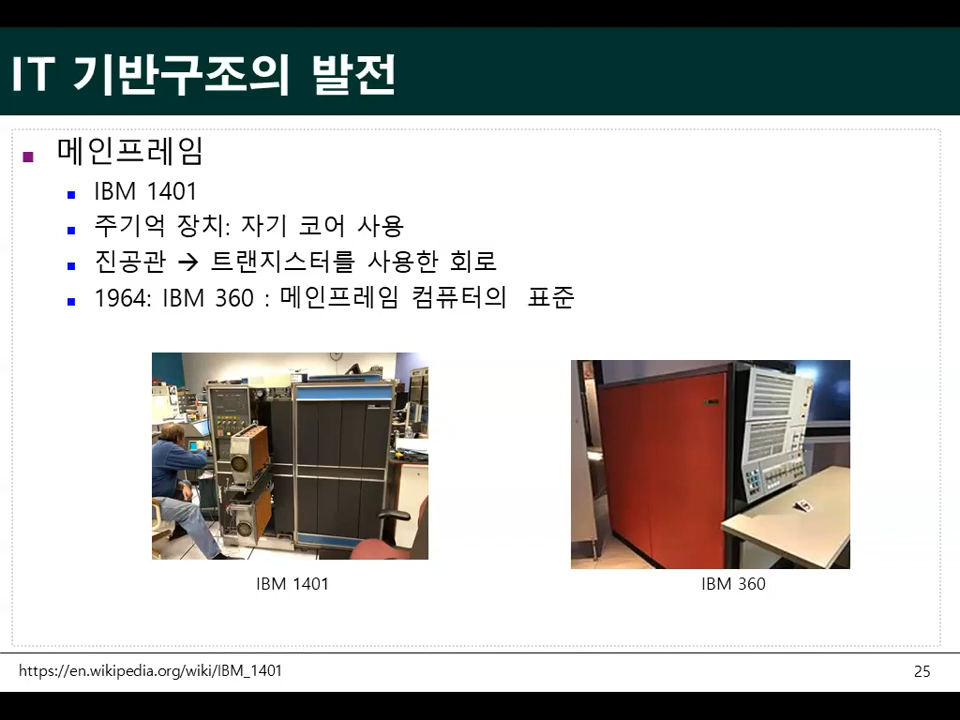 IT 기반구조의 발전
메인프레임
IBM 1401
주기억 장치: 자기 코어 사용
진공관 → 트랜지스터를 사용한 회로
1964: IBM 360 : 메인프레임 컴퓨터의 표준
IBM 1401
IBM 360
https://en.wikipedia.org/wiki/IBM_1401
25